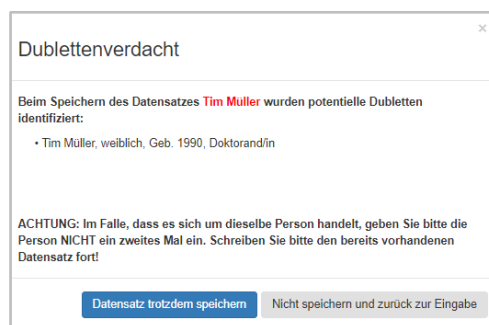 ×
Dublettenverdacht
Beim Speichern des Datensatzes Tim Müller wurden potentielle Dubletten
identifiziert:
• Tim Müller, weiblich, Geb. 1990, Doktorand/in
ACHTUNG: Im Falle, dass es sich um dieselbe Person handelt, geben Sie bitte die
Person NICHT ein zweites Mal ein. Schreiben Sie bitte den bereits vorhandenen
Datensatz fort!
Datensatz trotzdem speichern Nicht speichern und zurück zur Eingabe